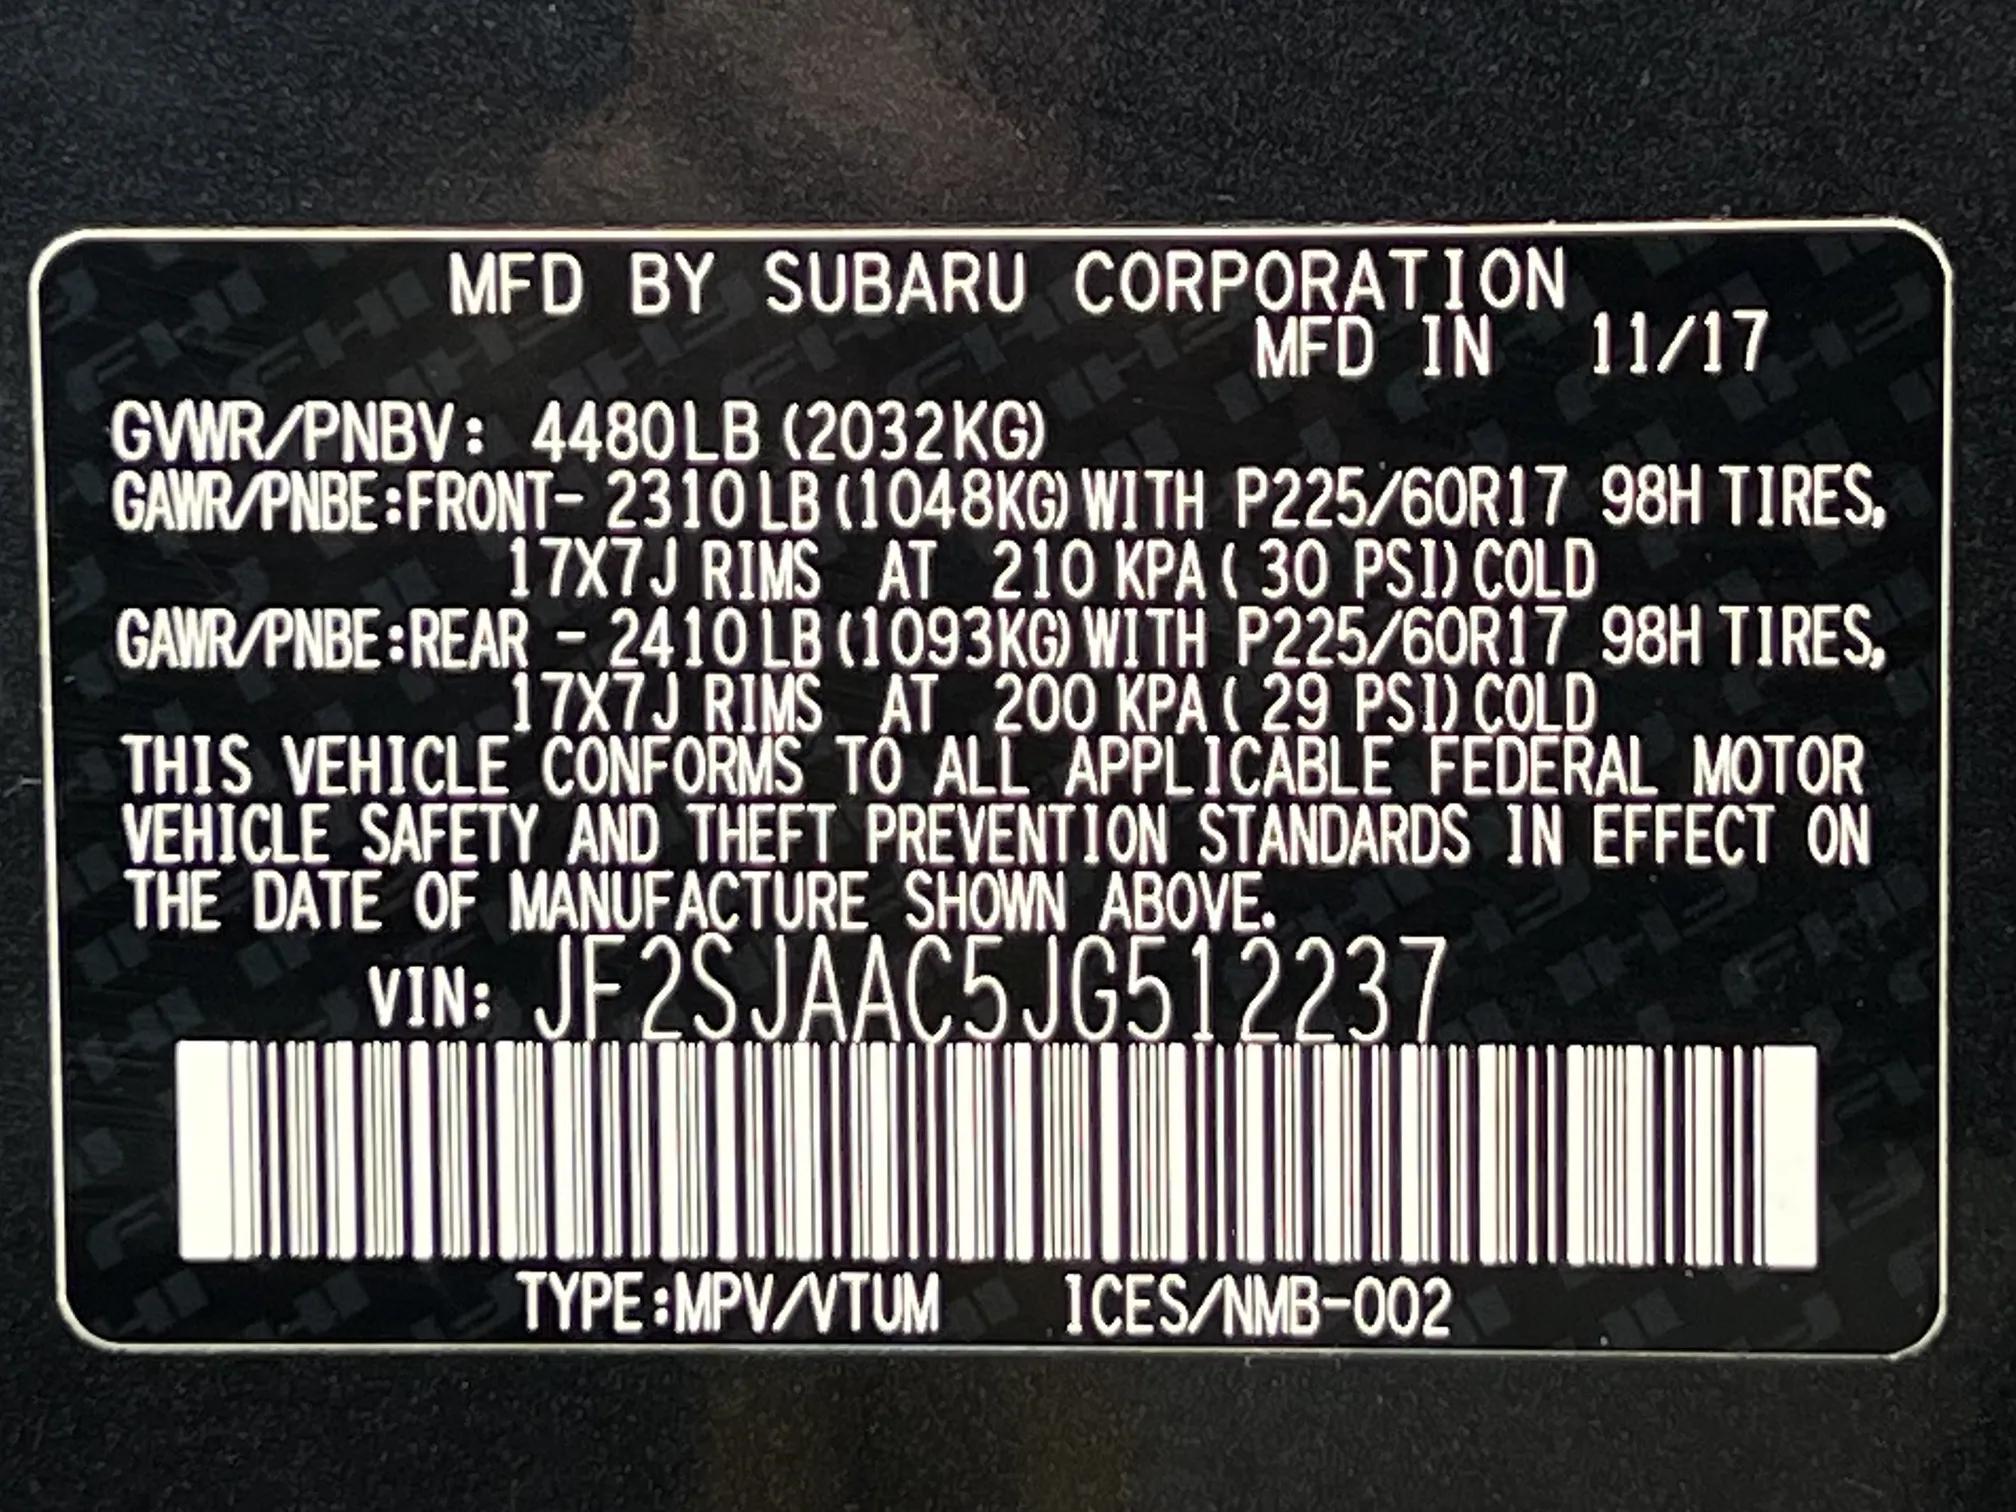 MFD BY SUBARU CORPORATION
MFD IN 11/17
GVWR/PNBV: 4480LB (2032KG)
GAWR/PNBE:FRONT- 2310LB (1048KG) WITH P225/60R17 98H TIRES,
17X7J RIMS AT 210 KPA ( 30 PSI) COLD
GAWR/PNBE:REAR - 2410LB (1093KG) WITH P225/60R17 98H TIRES,
17X7J RIMS AT 200 KPA ( 29 PSI) COLD
THIS VEHICLE CONFORMS TO ALL APPLICABLE FEDERAL MOTOR
VEHICLE SAFETY AND THEFT PREVENTION STANDARDS IN EFFECT ON
THE DATE OF MANUFACTURE SHOWN ABOVE.
VIN: JF2SJAAC5JG512237
TYPE:MPV/VTUM ICES/NMB-002